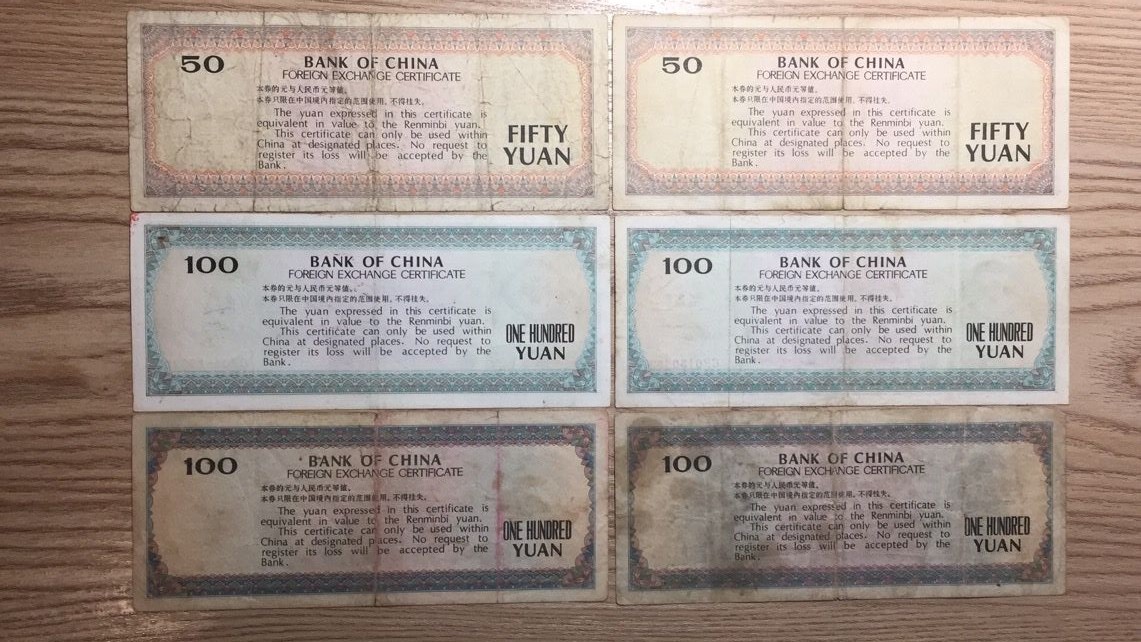 50
BANK OF CHINA
FOREIGN EXCHANGE CERTIFICATE
本券的元与人民币元等值。
本券只限在中国境内指定的范围使用，不得挂失。
The yuan expressed in this certificate is
equivalent in value to the Renminbi yuan.
This certificate can only be used within
China at designated places. No request to
register its loss will be accepted by the
Bank.
FIFTY
YUAN
50
BANK OF CHINA
FOREIGN EXCHANGE CERTIFICATE
本券的元与人民币元等值。
本券只限在中国境内指定的范围使用，不得挂失。
The yuan expressed in this certificate is
equivalent in value to the Renminbi yuan.
This certificate can only be used within
China at designated places. No request to
register its loss will be accepted by the
Bank.
FIFTY
YUAN
100
BANK OF CHINA
FOREIGN EXCHANGE CERTIFICATE
本券的元与人民币元等值。
本券只限在中国境内指定的范围使用，不得挂失。
The yuan expressed in this certificate is
equivalent in value to the Renminbi yuan.
This certificate can only be used within
China at designated places. No request to
register its loss will be accepted by the
Bank.
ONE HUNDRED
YUAN
100
BANK OF CHINA
FOREIGN EXCHANGE CERTIFICATE
本券的元与人民币元等值。
本券只限在中国境内指定的范围使用，不得挂失。
The yuan expressed in this certificate is
equivalent in value to the Renminbi yuan.
This certificate can only be used within
China at designated places. No request to
register its loss will be accepted by the
Bank.
ONE HUNDRED
YUAN
100
BANK OF CHINA
FOREIGN EXCHANGE CERTIFICATE
本券的元与人民币元等值。
本券只限在中国境内指定的范围使用，不得挂失。
The yuan expressed in this certificate is
equivalent in value to the Renminbi yuan.
This certificate can only be used within
China at designated places. No request to
register its loss will be accepted by the
Bank.
ONE HUNDRED
YUAN
100
BANK OF CHINA
FOREIGN EXCHANGE CERTIFICATE
本券的元与人民币元等值。
本券只限在中国境内指定的范围使用，不得挂失。
The yuan expressed in this certificate is
equivalent in value to the Renminbi yuan.
This certificate can only be used within
China at designated places. No request to
register its loss will be accepted by the
Bank.
ONE HUNDRED
YUAN